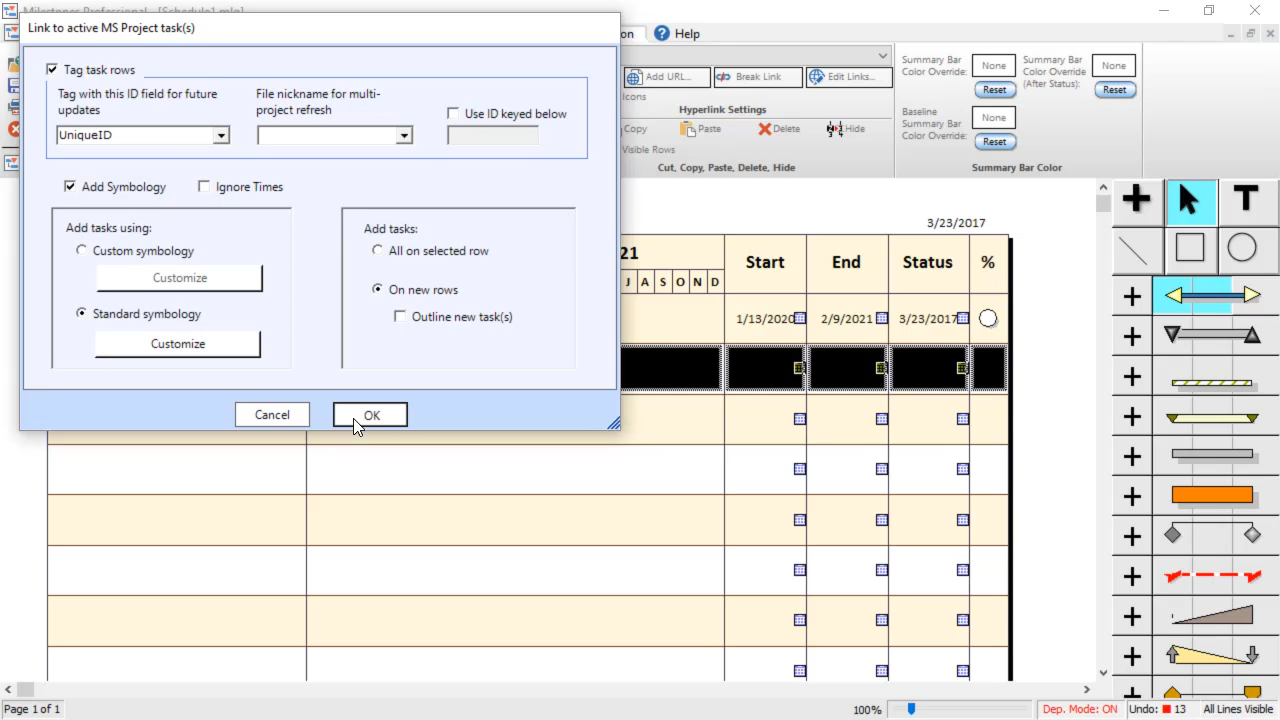 Milestones Professional - [Schedule1.mlg]
Link to active MS Project task(s)
on
Help
Tag task rows
Tag with this ID field for future
updates
File nickname for multi-
project refresh
Use ID keyed below
UniqueID
Add Symbology
Ignore Times
Add tasks using:
Custom symbology
Customize
Standard symbology
Customize
Add tasks:
All on selected row
On new rows
Outline new task(s)
Cancel
OK
Add URL...
Break Link
Edit Links...
Icons
Hyperlink Settings
Copy
Paste
Delete
Hide
Visible Rows
Cut, Copy, Paste, Delete, Hide
Summary Bar
Color Override:
None
Reset
Summary Bar
Color Override
(After Status):
None
Reset
Baseline
Summary Bar
Color Override:
None
Reset
Summary Bar Color
3/23/2017
21
J A S O N D
Start
End
Status
%
1/13/2020
2/9/2021
3/23/2017
T
Page 1 of 1
100%
Dep. Mode: ON
Undo: 13
All Lines Visible